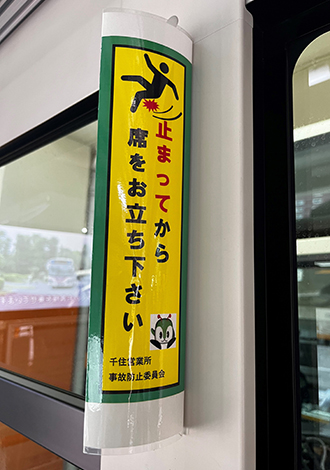 止まってから
席をお立ち下さい
千住営業所
事故防止委員会